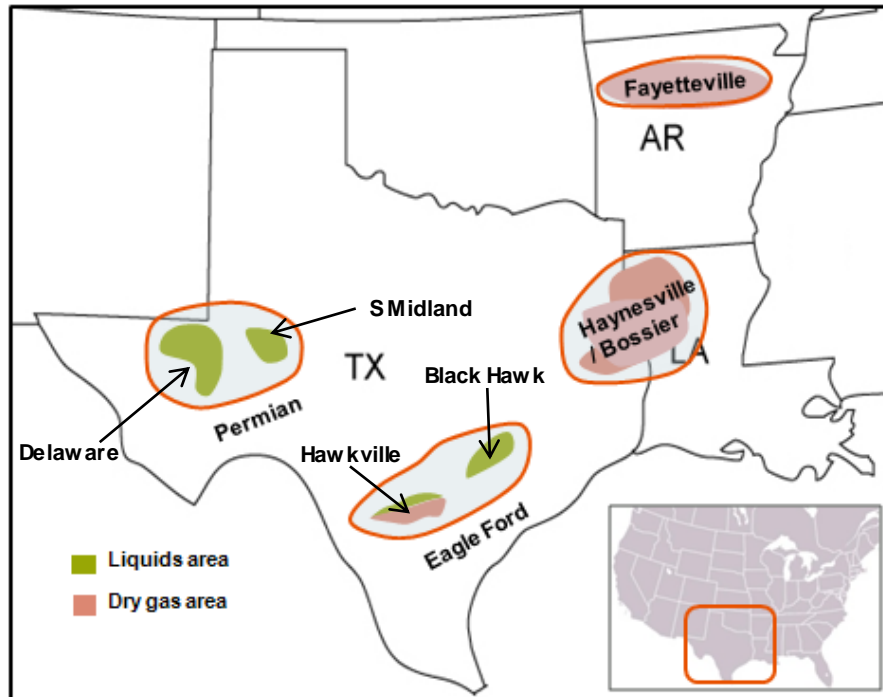 Fayetteville
AR
Haynesville
/ Bossier
LA
S Midland
TX
Black Hawk
Permian
Delaware
Hawkville
Eagle Ford
Liquids area
Dry gas area